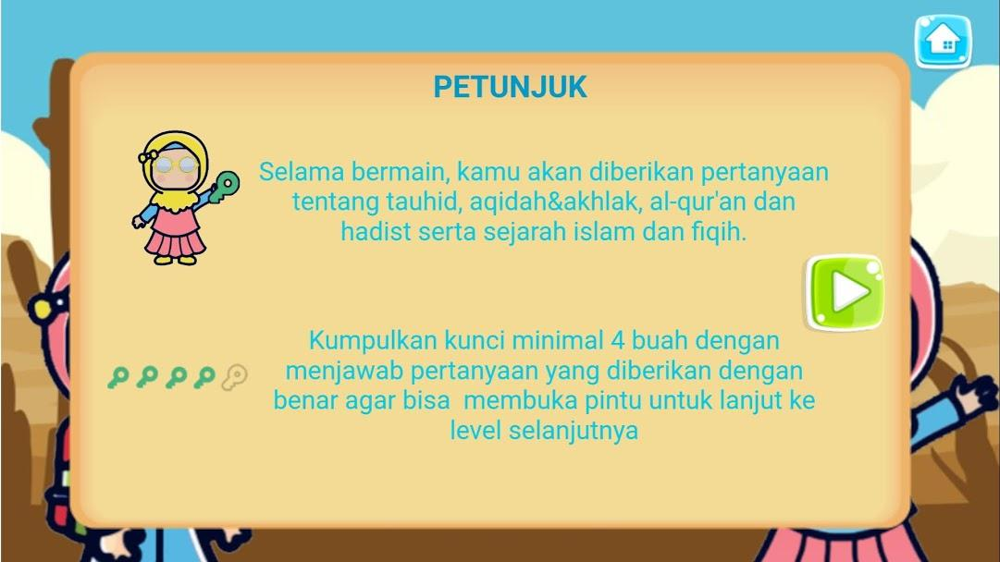 PETUNJUK
Selama bermain, kamu akan diberikan pertanyaan
tentang tauhid, aqidah&akhlak, al-qur'an dan
hadist serta sejarah islam dan fiqih.
Kumpulkan kunci minimal 4 buah dengan
menjawab pertanyaan yang diberikan dengan
benar agar bisa  membuka pintu untuk lanjut ke
level selanjutnya